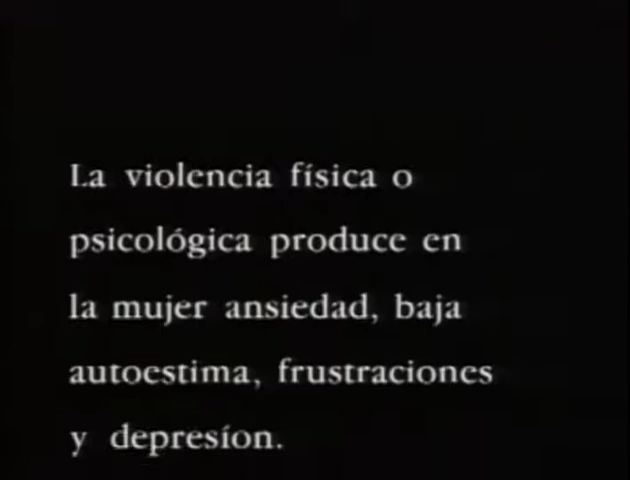 La violencia física o
psicológica produce en
la mujer ansiedad, baja
autoestima, frustraciones
y depresíon.